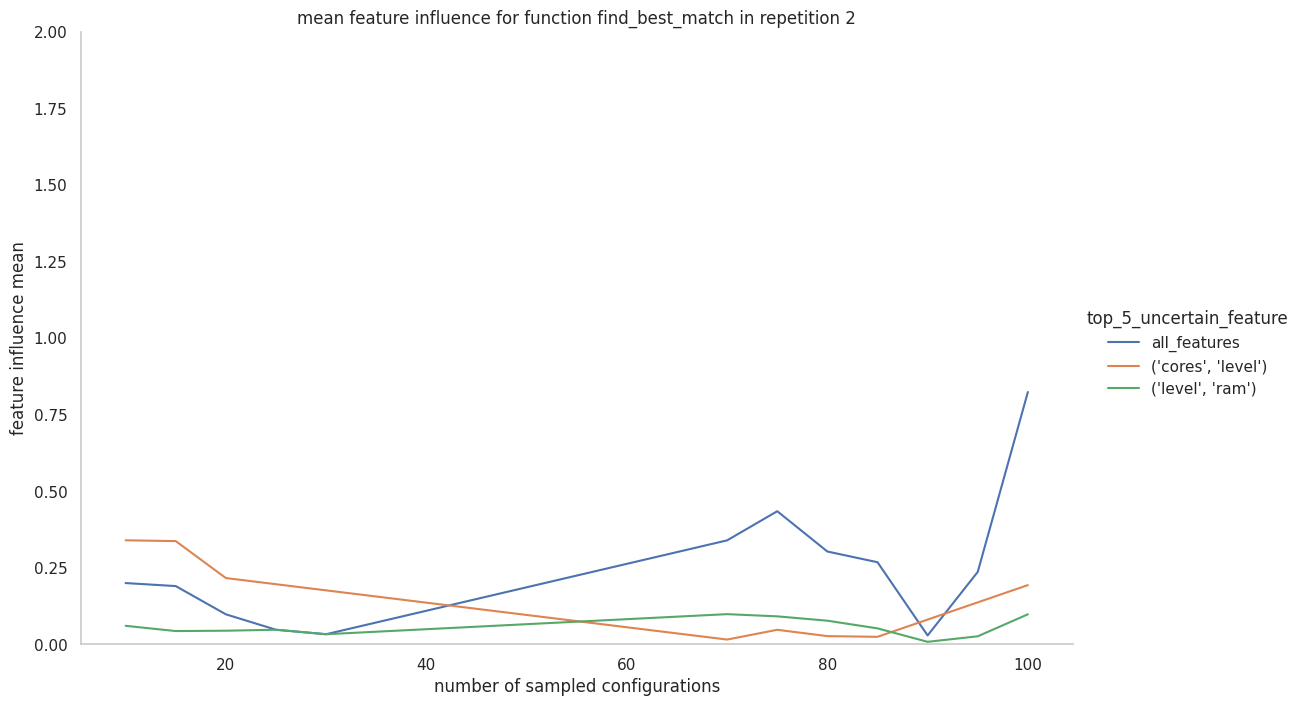 mean feature influence for function find_best_match in repetition 2
2.00
1.75
1.50
1.25
1.00
0.75
0.50
0.25
0.00
feature influence mean
20
40
60
80
100
number of sampled configurations
top_5_uncertain_feature
all_features
('cores', 'level')
('level', 'ram')